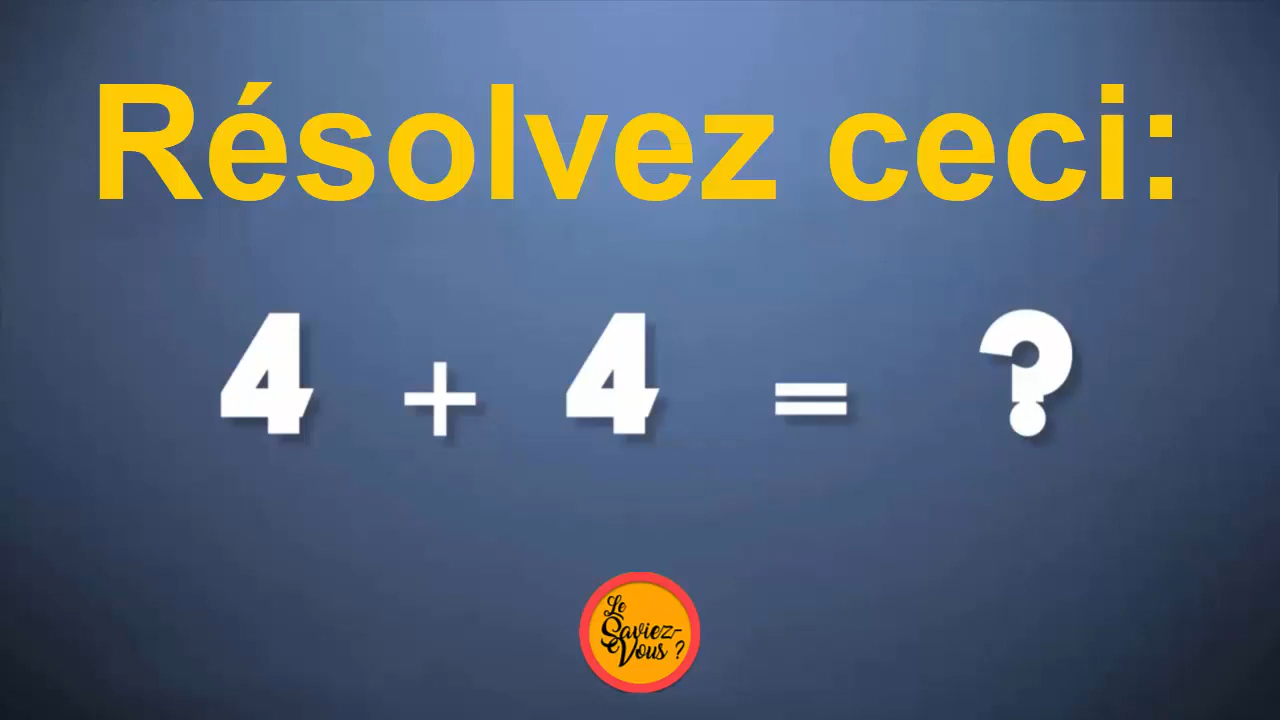 Résolvez ceci:
4 + 4 = ?
Le
Saviez-
Vous ?